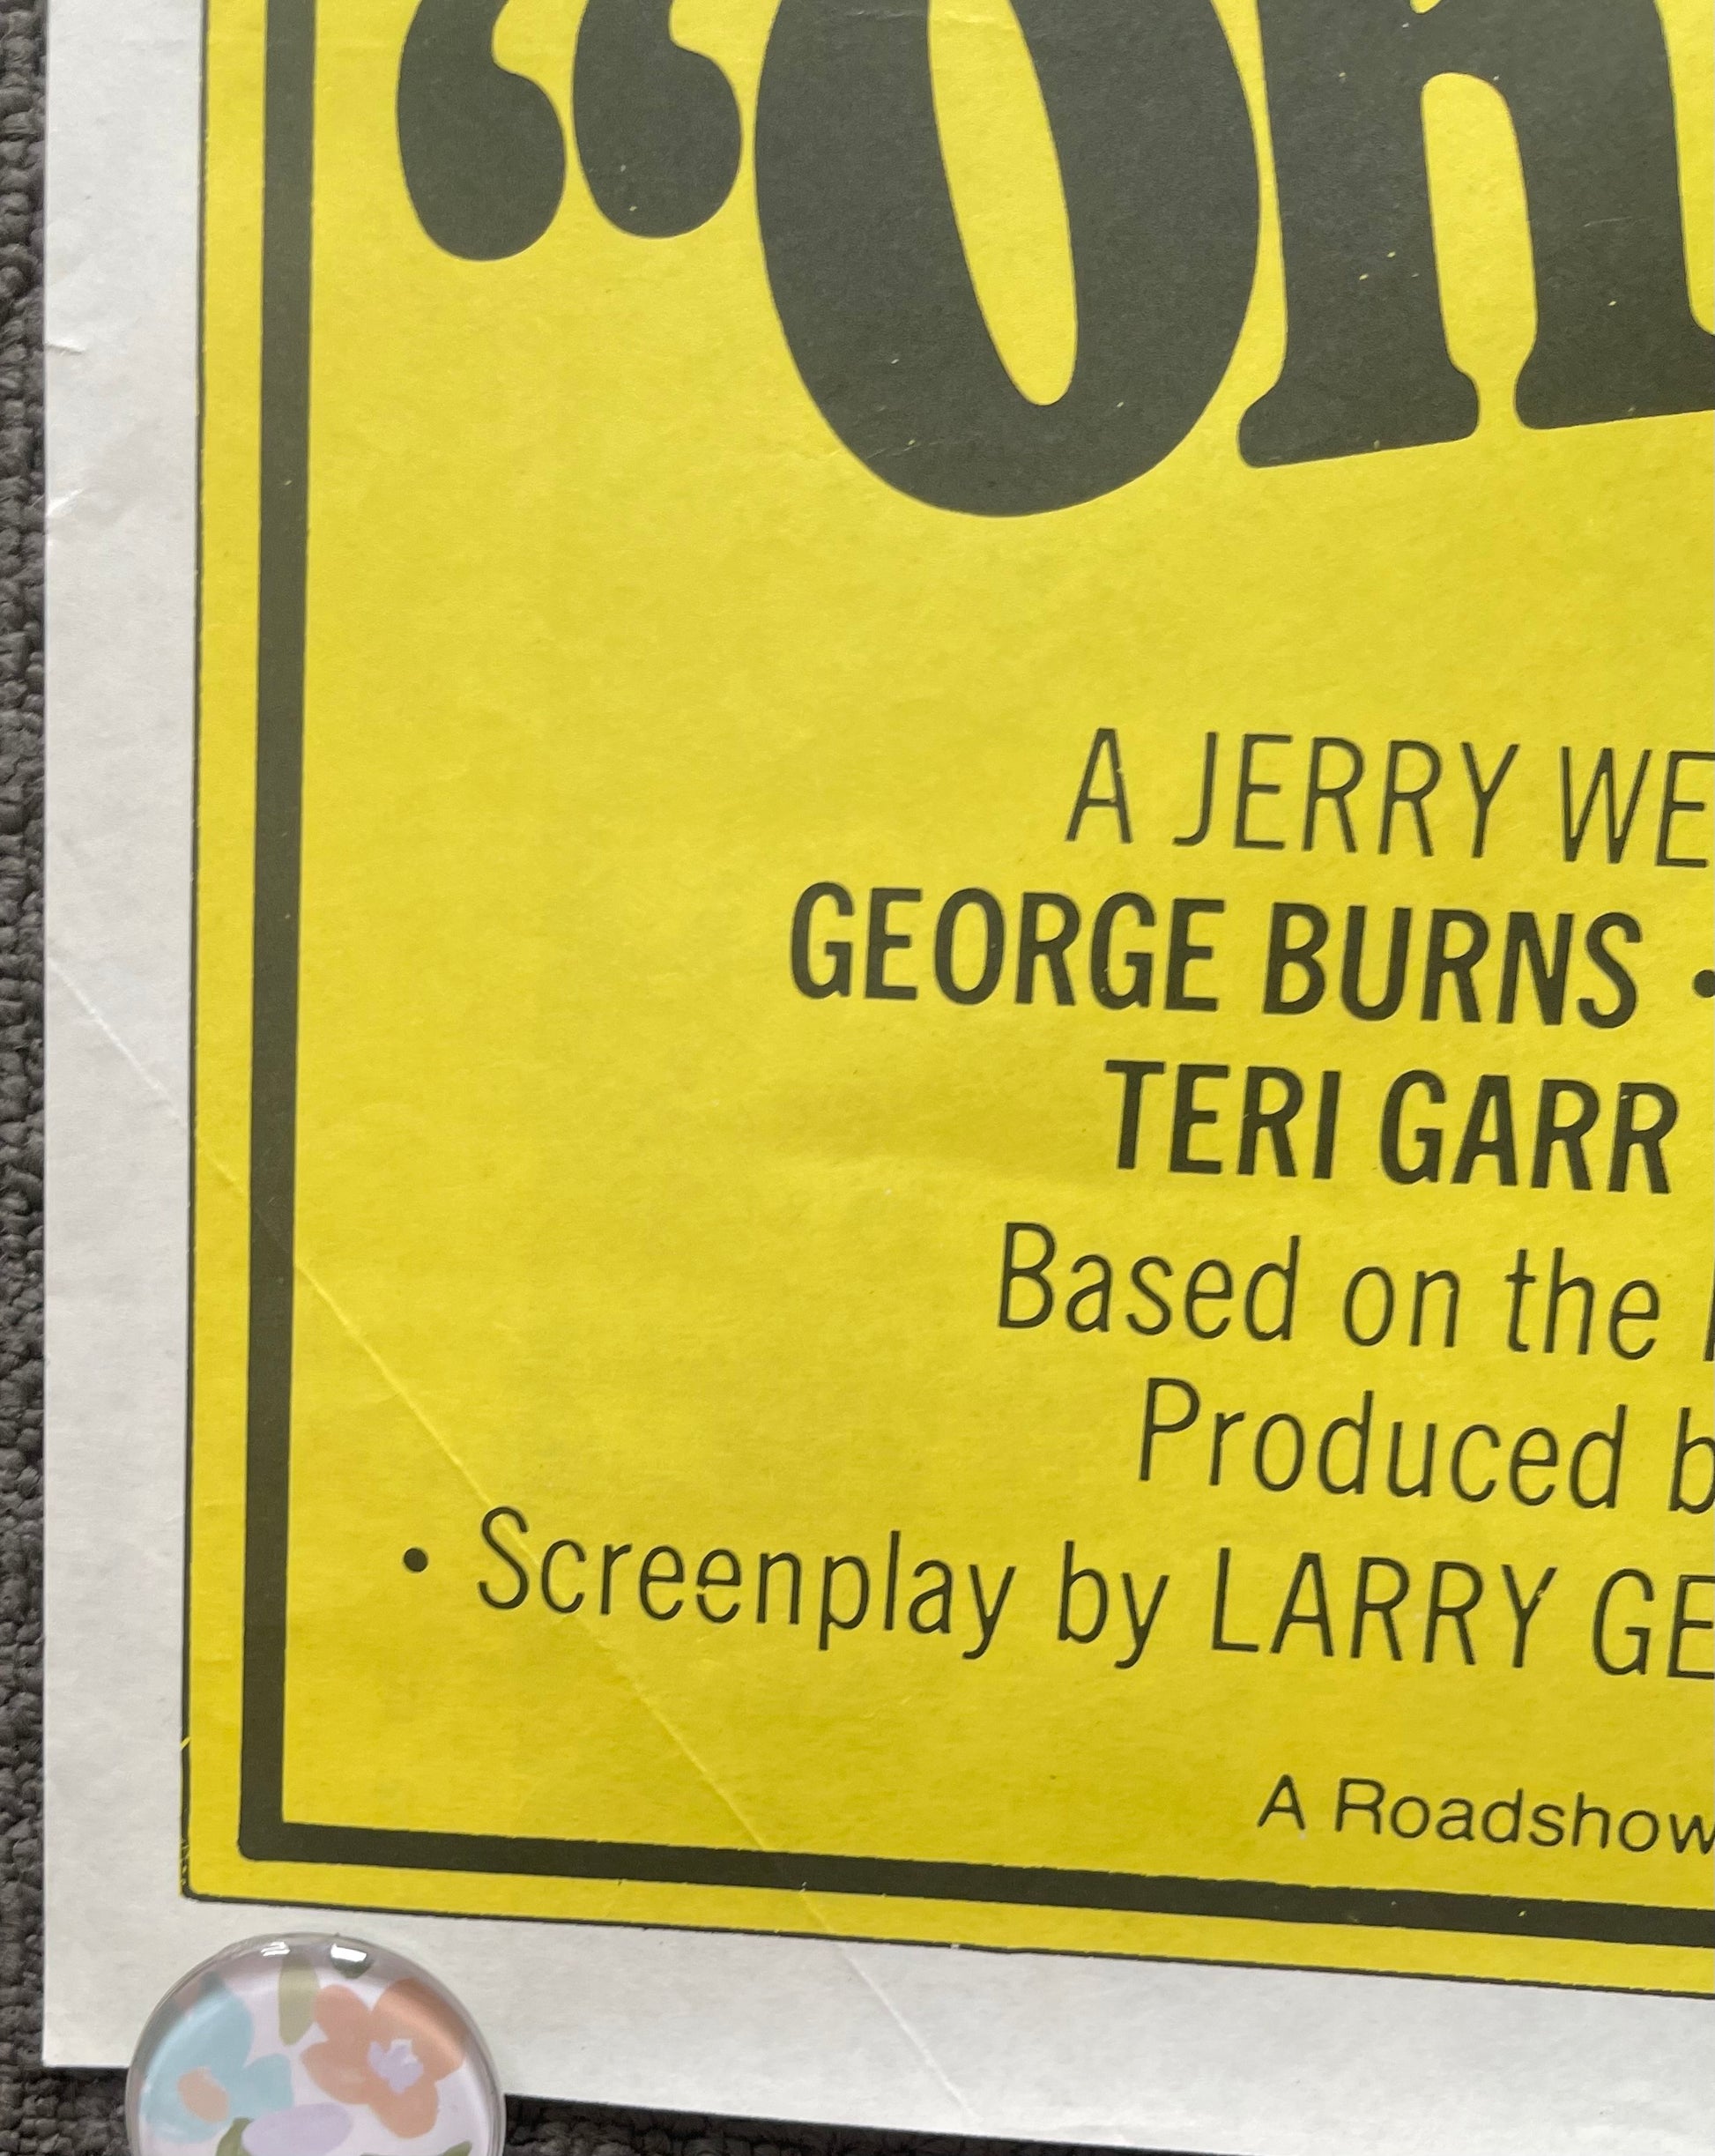 “Oh
A JERRY WE
GEORGE BURNS •
TERI GARR
Based on the
Produced b
• Screenplay by LARRY GE
A Roadshow